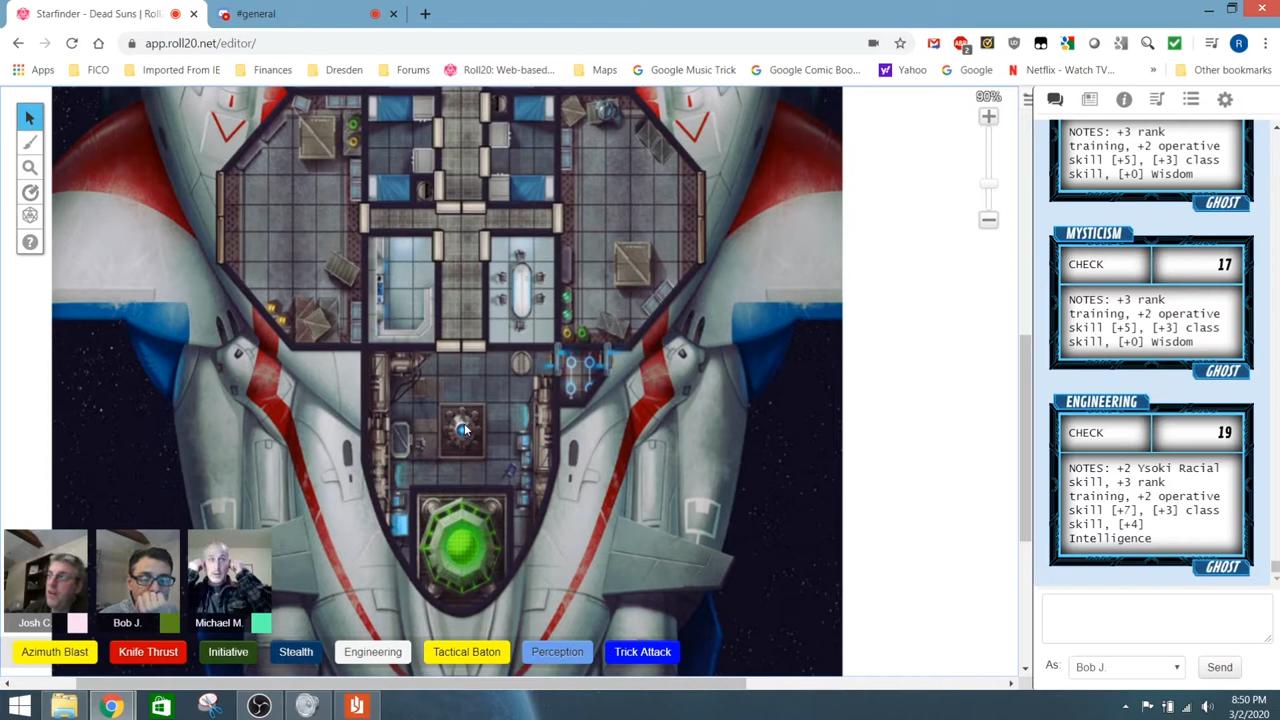 Starfinder - Dead Suns | Roll
#general
app.roll20.net/editor/
2
R
Apps
FICO
Imported From IE
Finances
Dresden
Forums
Roll20: Web-based...
Maps
Google Music Trick
Google Comic Boo...
Yahoo
Google
Netflix - Watch TV...
»
Other bookmarks
90%
NOTES: +3 rank
training, +2 operative
skill [+5], [+3] class
skill, [+0] Wisdom
GHOST
MYSTICISM
CHECK 17
NOTES: +3 rank
training, +2 operative
skill [+5], [+3] class
skill, [+0] Wisdom
GHOST
ENGINEERING
CHECK 19
NOTES: +2 Ysoki Racial
skill, +3 rank
training, +2 operative
skill [+7], [+3] class
skill, [+4]
Intelligence
GHOST
Josh C.
Bob J.
Michael M.
Azimuth Blast
Knife Thrust
Initiative
Stealth
Engineering
Tactical Baton
Perception
Trick Attack
As:
Bob J.
Send
8:50 PM
3/2/2020